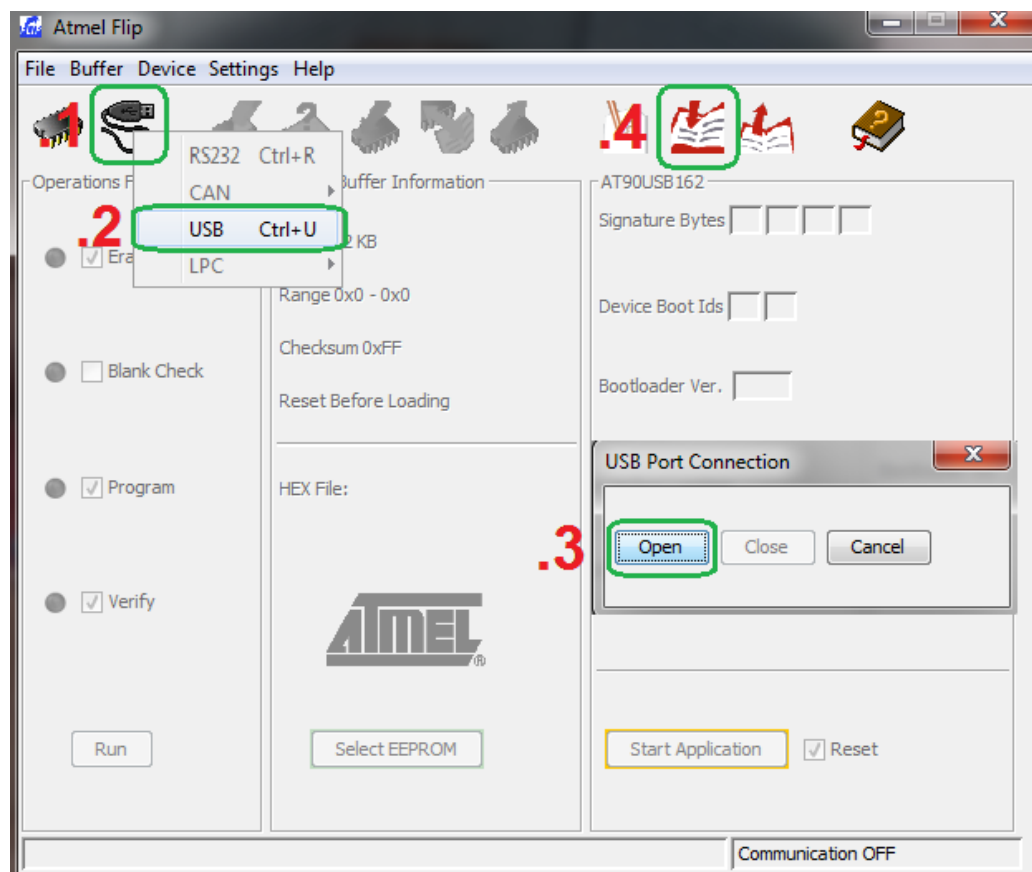 Atmel Flip
File Buffer Device Settings Help
.1
.4
RS232 Ctrl+R
CAN
.2
USB Ctrl+U
LPC
Operations F
Buffer Information
AT90USB162
Signature Bytes
2 KB
Era
Range 0x0 - 0x0
Device Boot Ids
Checksum 0xFF
Blank Check
Bootloader Ver.
Reset Before Loading
USB Port Connection
Program
HEX File:
.3
Open Close Cancel
Verify
ATMEL
®
Run
Select EEPROM
Start Application
Reset
Communication OFF